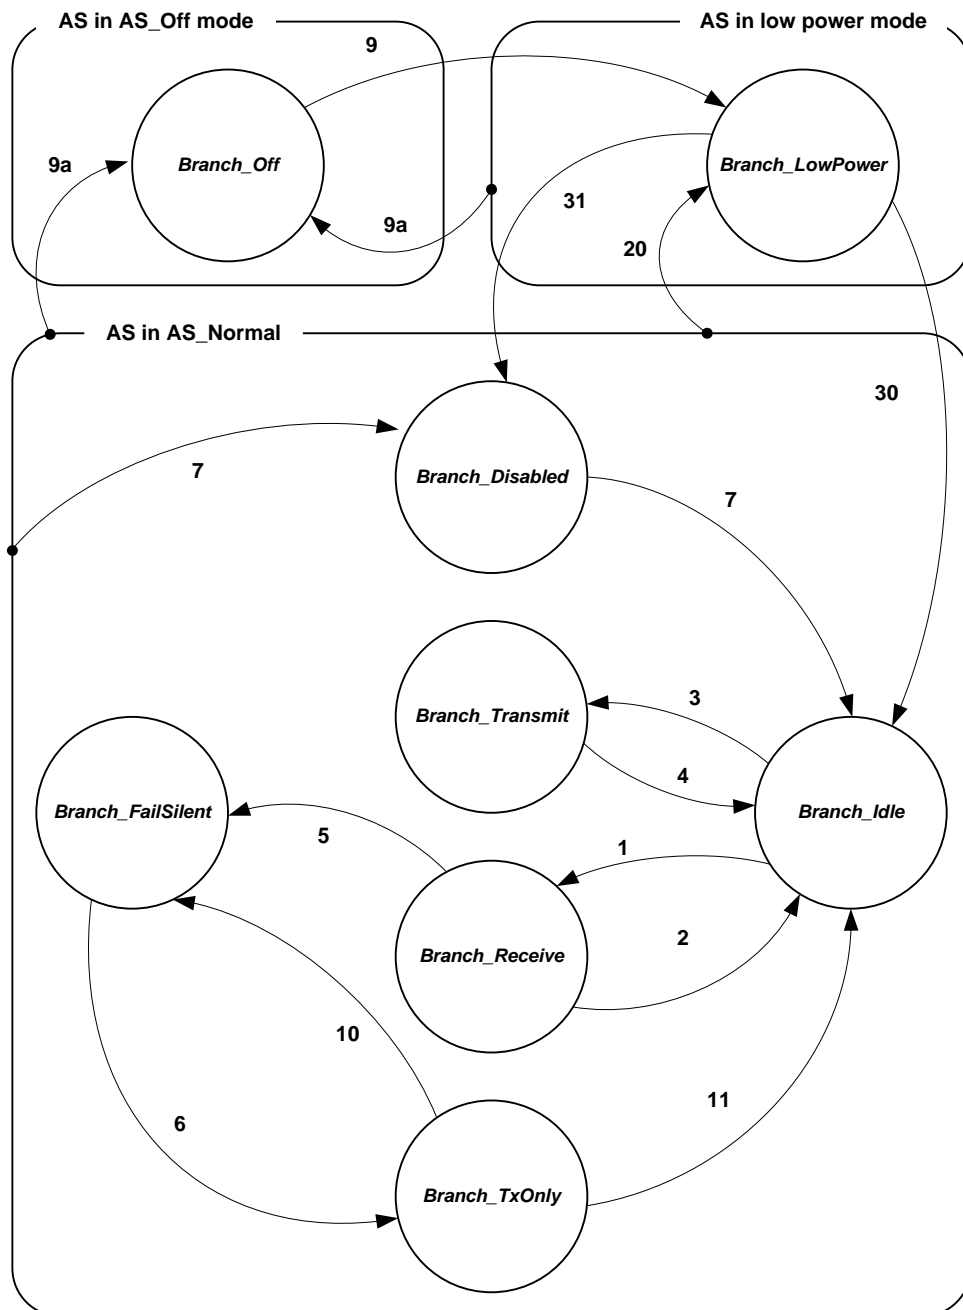 AS in AS_Off mode
AS in low power mode
9
Branch_Off
Branch_LowPower
9a
9a
31
20
AS in AS_Normal
30
7
Branch_Disabled
7
Branch_Transmit
3
4
Branch_FailSilent
Branch_Idle
5
1
Branch_Receive
2
10
6
11
Branch_TxOnly